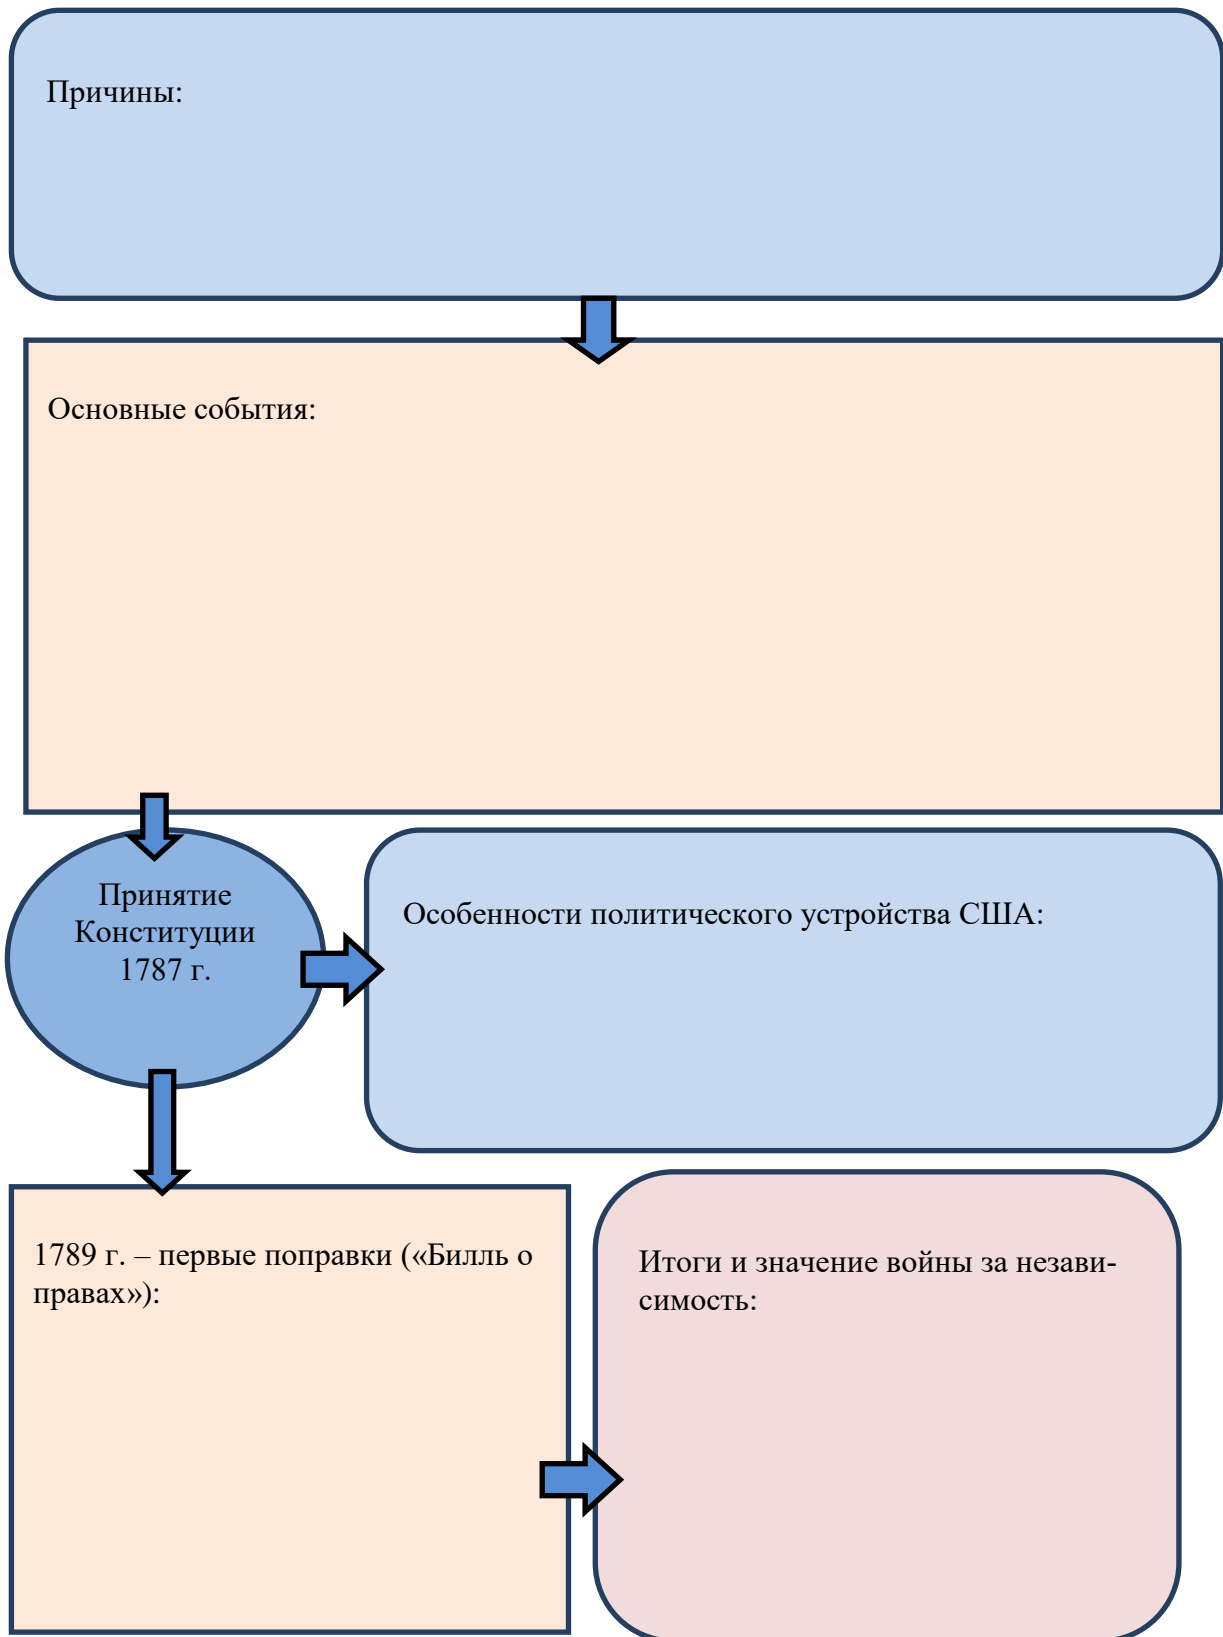 Причины:
Основные события:
Принятие
Конституции
1787 г.
Особенности политического устройства США:
1789 г. – первые поправки («Билль о
правах»):
Итоги и значение войны за незави-
симость: